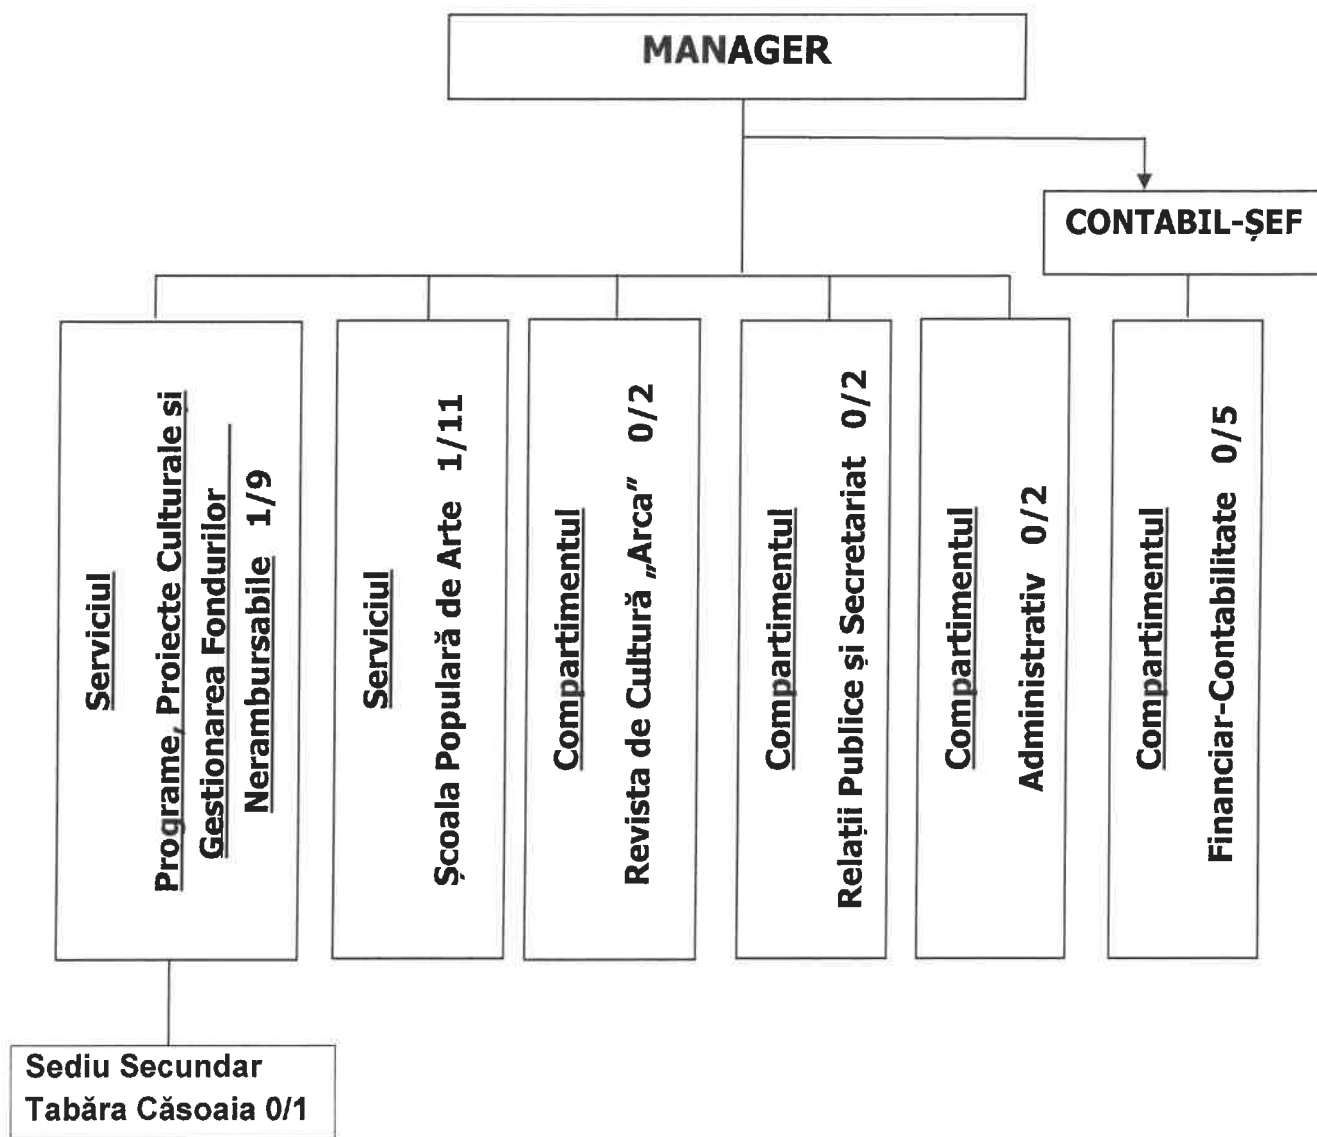 MANAGER
CONTABIL-ȘEF
Serviciul
Programe, Proiecte Culturale și
Gestionarea Fondurilor
Nerambursabile 1/9
Serviciul
Școala Populară de Arte 1/11
Compartimentul
Revista de Cultură „Arca” 0/2
Compartimentul
Relații Publice și Secretariat 0/2
Compartimentul
Administrativ 0/2
Compartimentul
Financiar-Contabilitate 0/5
Sediu Secundar
Tabăra Căsoaia 0/1